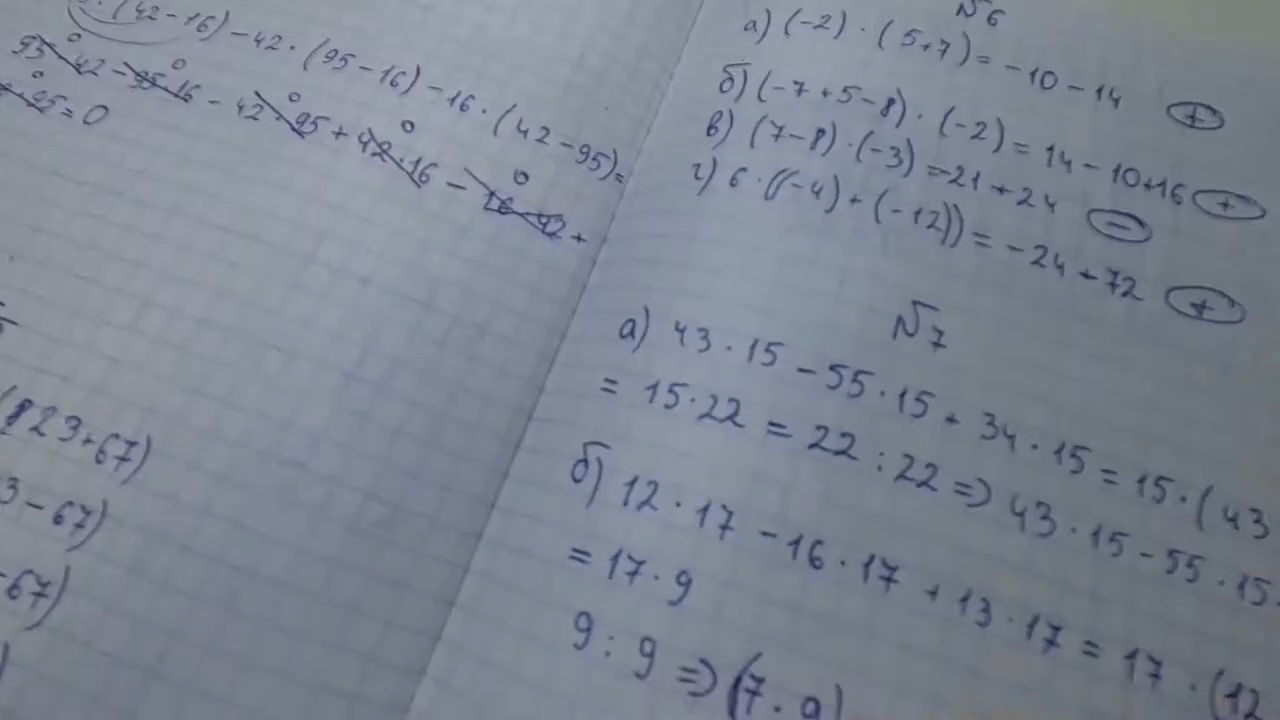 · (42-16) - 42 · (95-16) - 16 · (42-95) =
95 · 42 - 95 · 16 - 42 · 95 + 42 · 16 - 16 · 42 +
· 95 = 0
(823+67)
3-67)
-67)
№6
а) (-2) · (5+7) = -10 - 14 +
б) (-7+5-8) · (-2) = 14 - 10 + 16 +
в) (7-8) · (-3) = -21 + 24 -
г) 6 · ((-4) + (-12)) = -24 + 72 +
№7
а) 43 · 15 - 55 · 15 + 34 · 15 = 15 · (43
= 15 · 22 = 22 : 22 => 43 · 15 - 55 · 15
б) 12 · 17 - 16 · 17 + 13 · 17 = 17 · (12
= 17 · 9
9 : 9 => (7 · 9)